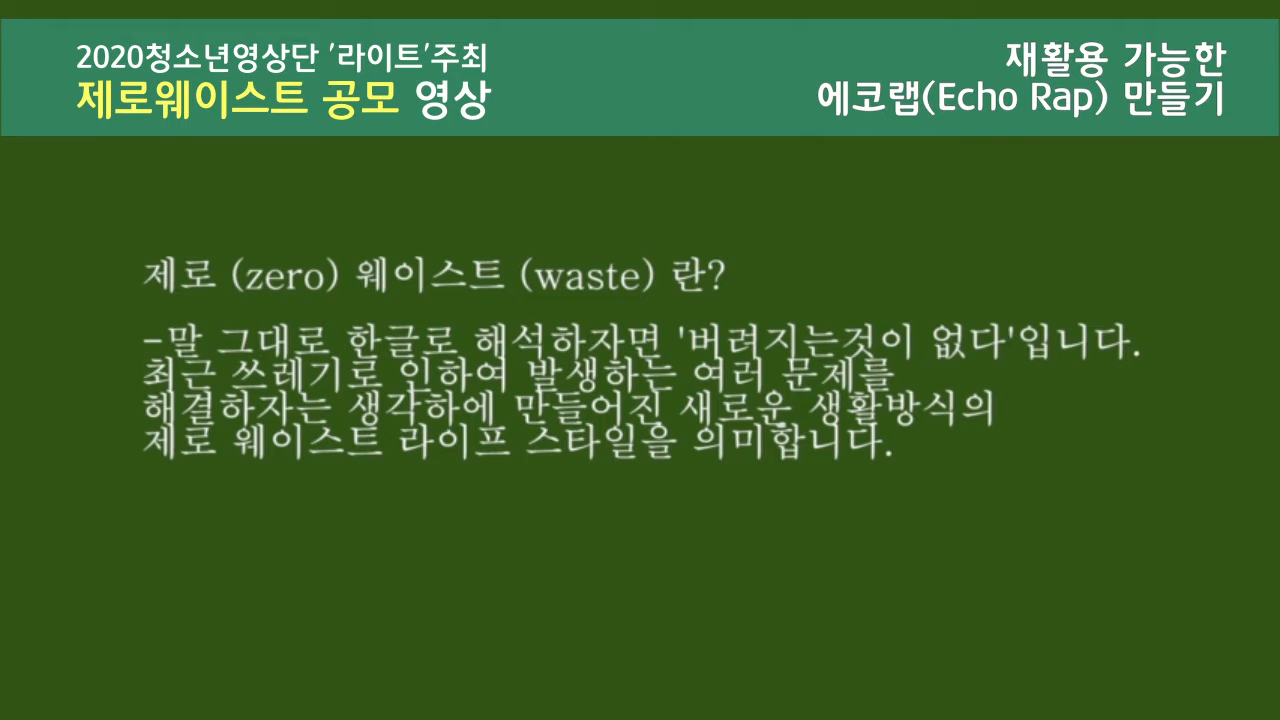 2020청소년영상단 '라이트'주최
제로웨이스트 공모 영상
재활용 가능한
에코랩(Echo Rap) 만들기
제로 (zero) 웨이스트 (waste) 란?
-말 그대로 한글로 해석하자면 '버려지는것이 없다'입니다.
최근 쓰레기로 인하여 발생하는 여러 문제를
해결하자는 생각하에 만들어진 새로운 생활방식의
제로 웨이스트 라이프 스타일을 의미합니다.